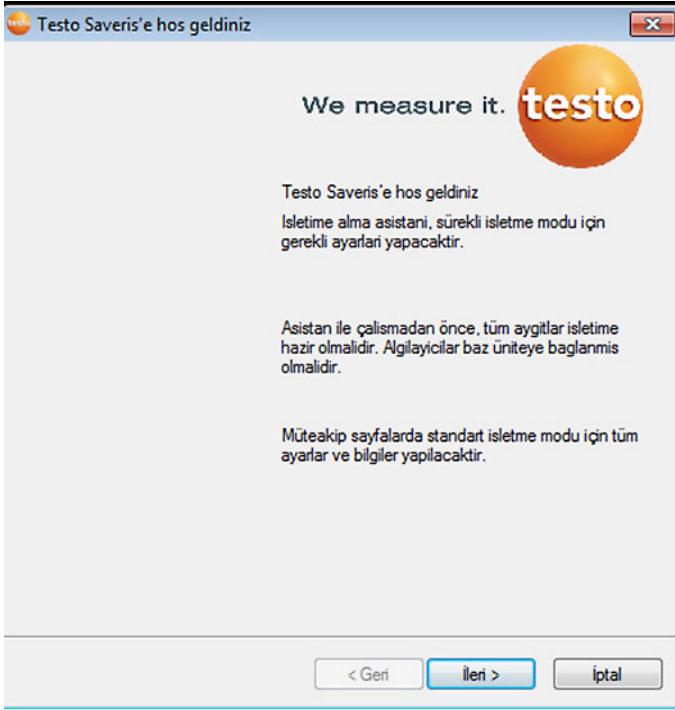 Testo Saveris'e hos geldiniz
We measure it. testo
Testo Saveris'e hos geldiniz
Isletime alma asistani, sürekli isletme modu için
gerekli ayarlari yapacaktir.
Asistan ile çalismadan önce, tüm aygitlar isletime
hazir olmalidir. Algilayicilar baz üniteye baglanmis
olmalidir.
Müteakip sayfalarda standart isletme modu için tüm
ayarlar ve bilgiler yapilacaktir.
< Geri İleri > İptal